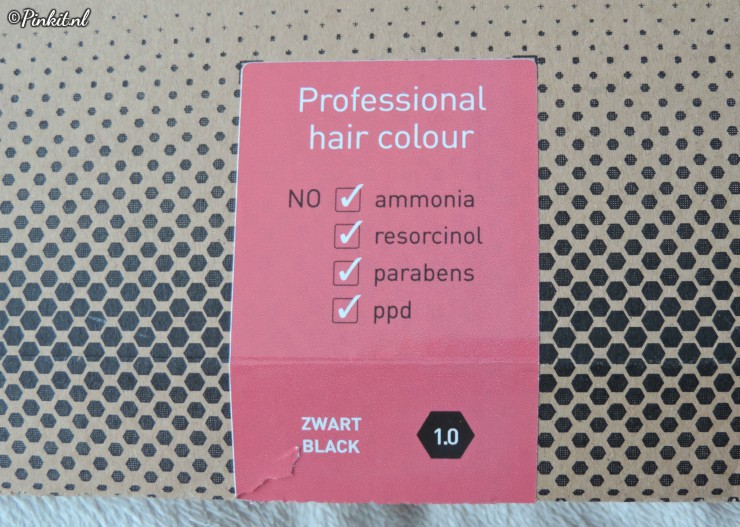 ©Pinkit.nl
Professional
hair colour
NO ammonia
resorcinol
parabens
ppd
ZWART
BLACK
1.0